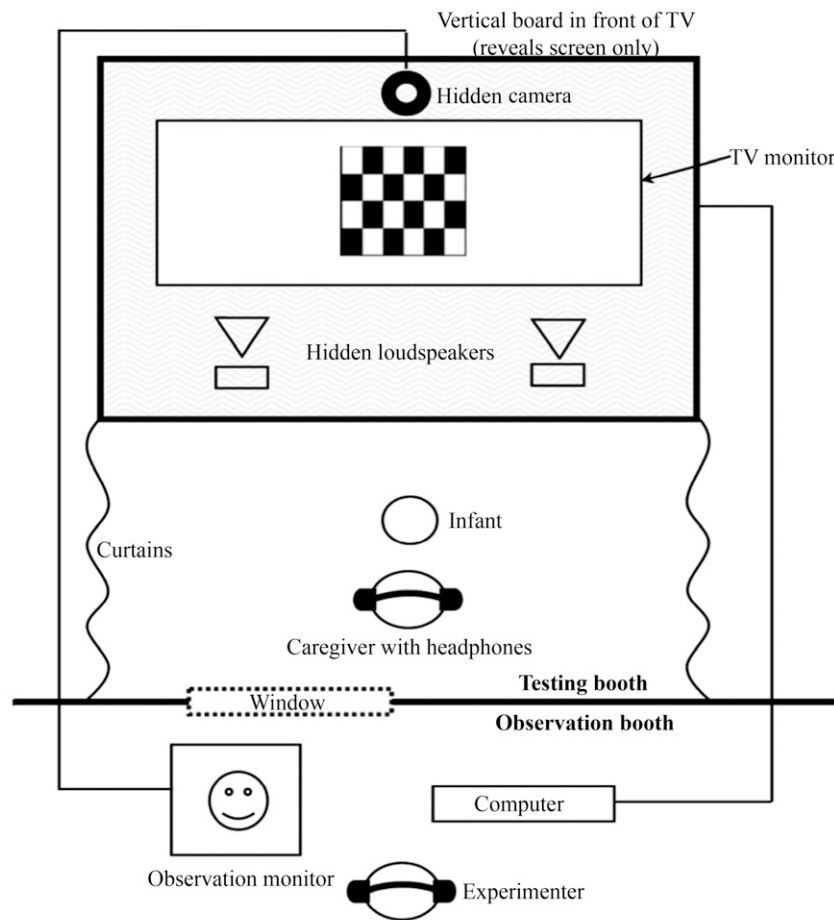 Vertical board in front of TV
(reveals screen only)
Hidden camera
TV monitor
Hidden loudspeakers
Infant
Curtains
Caregiver with headphones
Testing booth
Window
Observation booth
Computer
Observation monitor
Experimenter